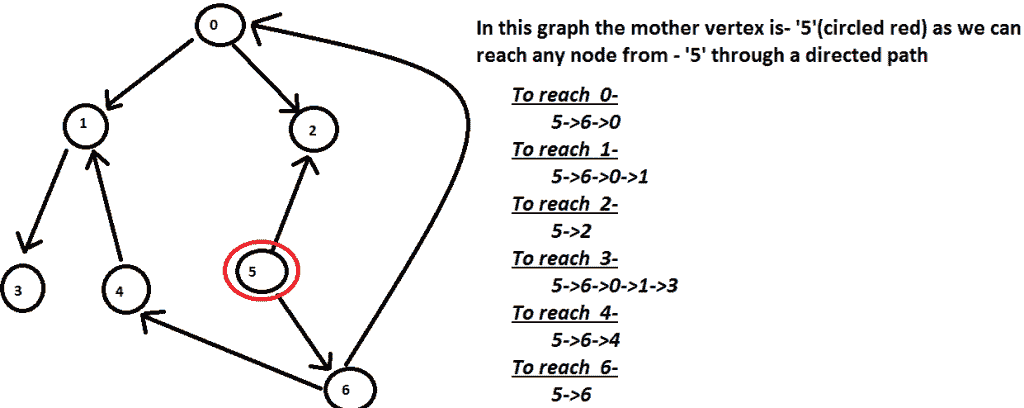 0
In this graph the mother vertex is- '5'(circled red) as we can
reach any node from - '5' through a directed path
To reach 0-
5->6->0
1
2
To reach 1-
5->6->0->1
To reach 2-
5->2
5
To reach 3-
3
4
5->6->0->1->3
To reach 4-
5->6->4
To reach 6-
6
5->6